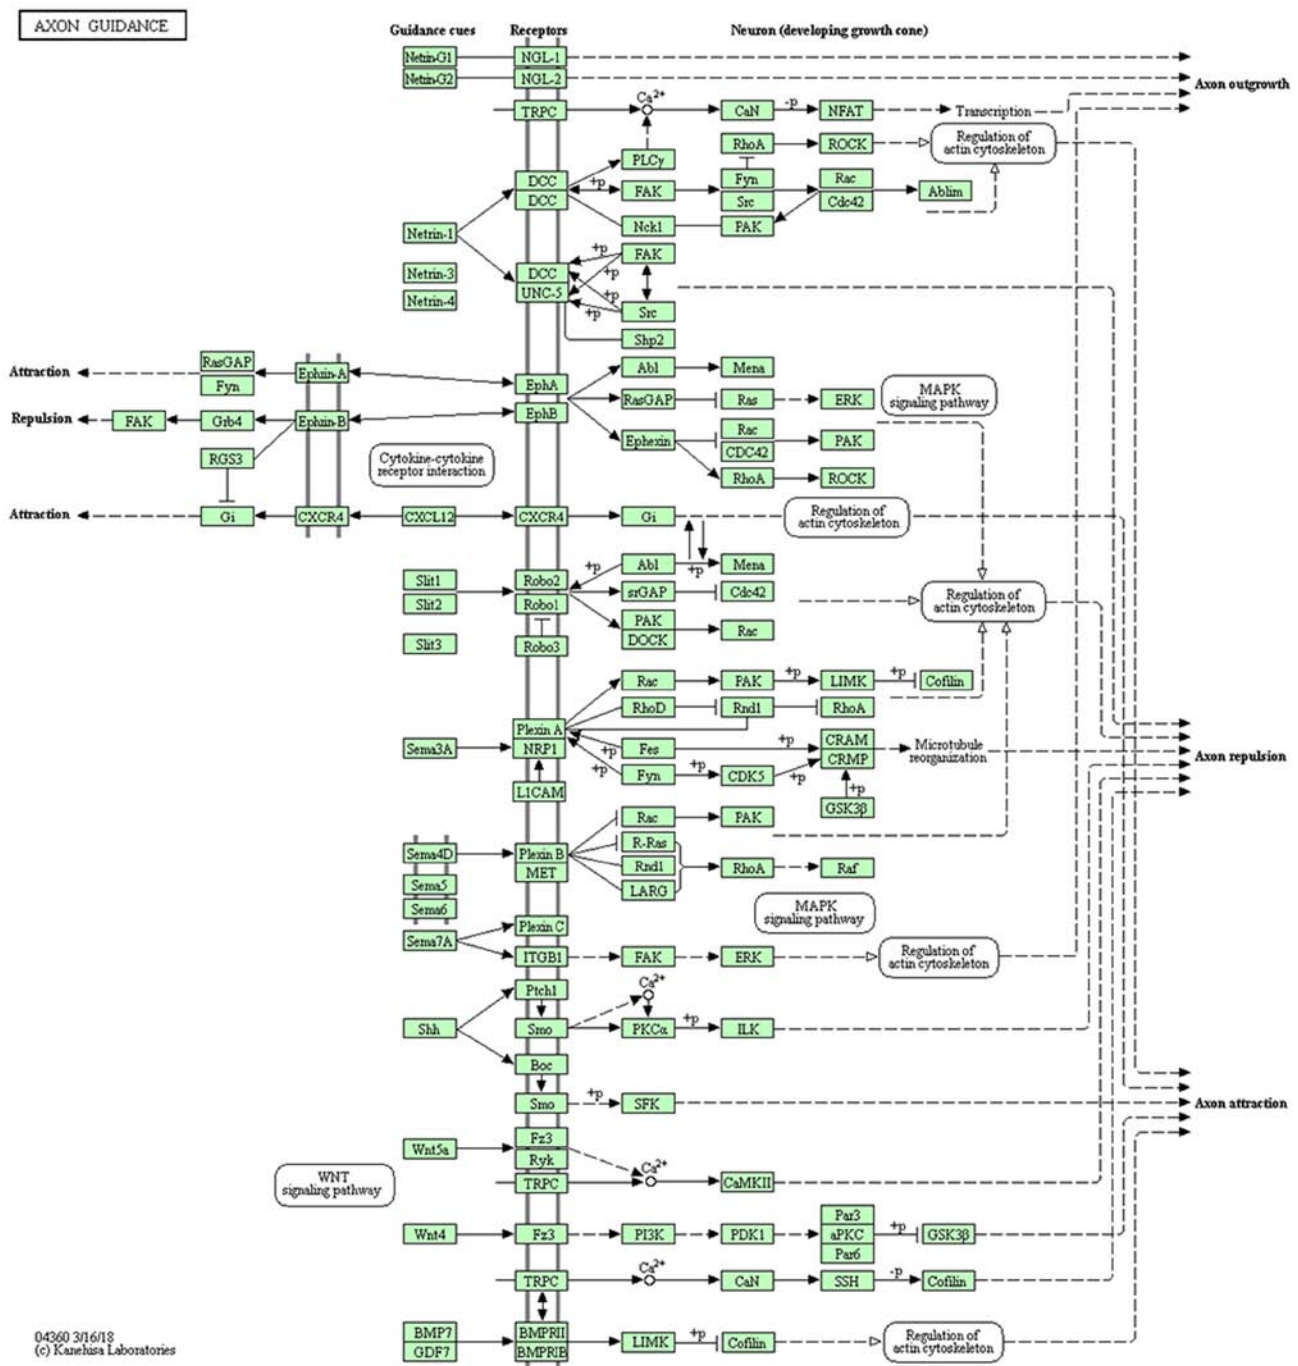 AXON GUIDANCE
Guidance cues Receptors Neuron (developing growth cone)
Netrin-G1 NGL-1
Netrin-G2 NGL-2
Axon outgrowth
Ca2+
TRPC CaN -p NFAT Transcription
RhoA ROCK Regulation of
actin cytoskeleton
PLCγ
DCC +p FAK Fyn Rac Ablim
DCC Src Cdc42
Nck1 PAK
Netrin-1
+p FAK
Netrin-3 DCC +p
Netrin-4 UNC-5 +p
+p Src
Shp2
Attraction RasGAP Ephrin-A
Fyn
EphA Abl Mena
MAPK
signaling pathway
Repulsion FAK Grb4 Ephrin-B EphB RasGAP Ras ERK
RGS3 Cytokine-cytokine
receptor interaction
Ephexin Rac PAK
CDC42
RhoA ROCK
Attraction Gi CXCR4 CXCL12 CXCR4 Gi Regulation of
actin cytoskeleton
+p Abl +p Mena
Slit1 Robo2 srGAP Cdc42
Slit2 Robo1
Regulation of
actin cytoskeleton
PAK Rac
DOCK
Slit3 Robo3
Rac PAK +p LIMK +p Cofilin
RhoD Rnd1 RhoA
Plexin A
Sema3A NRP1 +p Fes +p CRAM Microtubule
reorganization
CRMP
Axon repulsion
+p Fyn +p CDK5 +p
L1CAM +p
GSK3β
Rac PAK
R-Ras
Sema4D Plexin B Rnd1 RhoA Raf
MET
Sema5 LARG
Sema6
MAPK
signaling pathway
Sema7A Plexin C
ITGB1 FAK ERK Regulation of
actin cytoskeleton
Ptch1 Ca2+
Shh Smo PKCα +p ILK
Boc
Smo +p SFK Axon attraction
Wnt5a Fz3
Ryk Ca2+
WNT
signaling pathway
TRPC CaMKII
Par3
Wnt4 Fz3 PI3K PDK1 aPKC +p GSK3β
Par6
Ca2+
TRPC CaN SSH -p Cofilin
BMP7 BMPRII LIMK +p Cofilin Regulation of
actin cytoskeleton
GDF7 BMPRIB
04360 3/16/18
(c) Kanehisa Laboratories